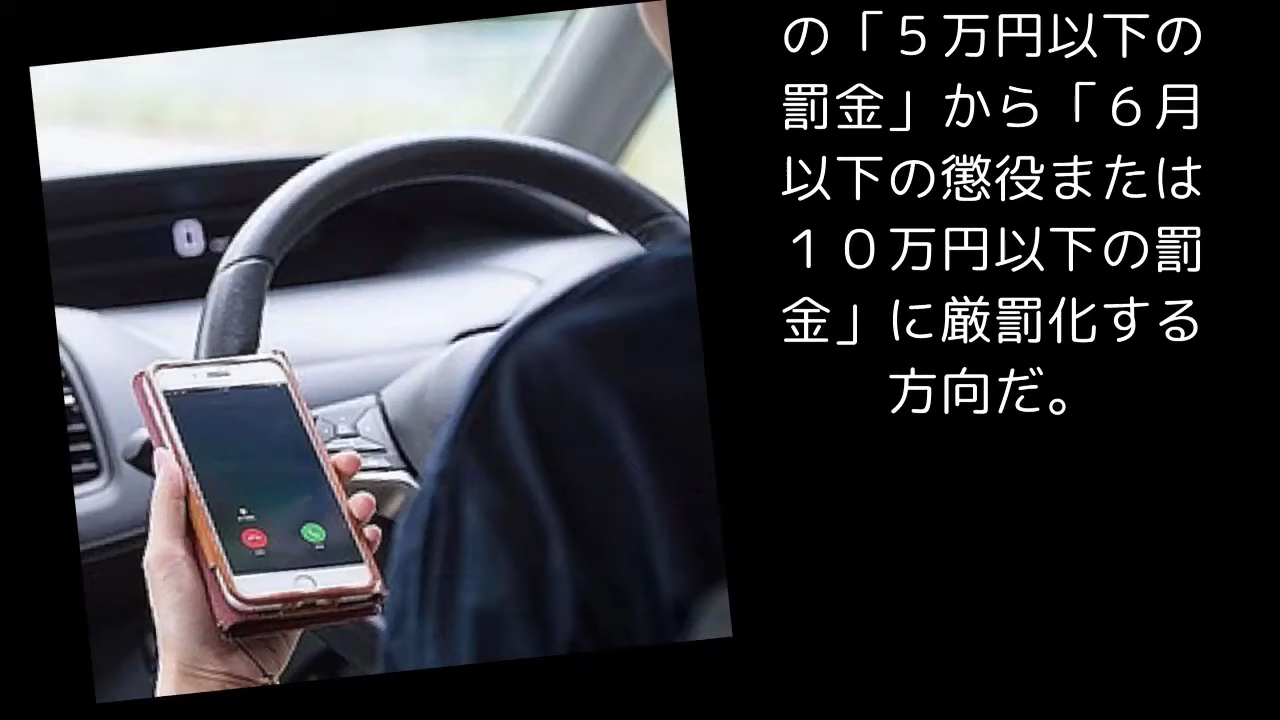 の「５万円以下の
罰金」から「６月
以下の懲役または
１０万円以下の罰
金」に厳罰化する
方向だ。